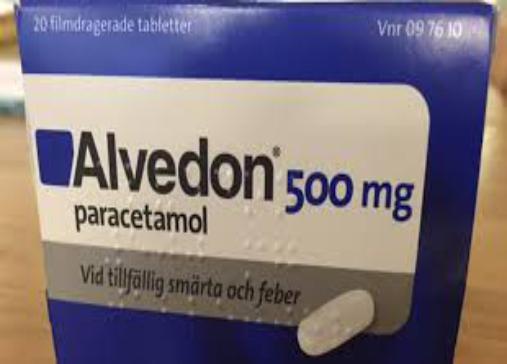 20 filmdragerade tabletter
Vnr 09 76 10
Alvedon® 500 mg
paracetamol
Vid tillfällig smärta och feber